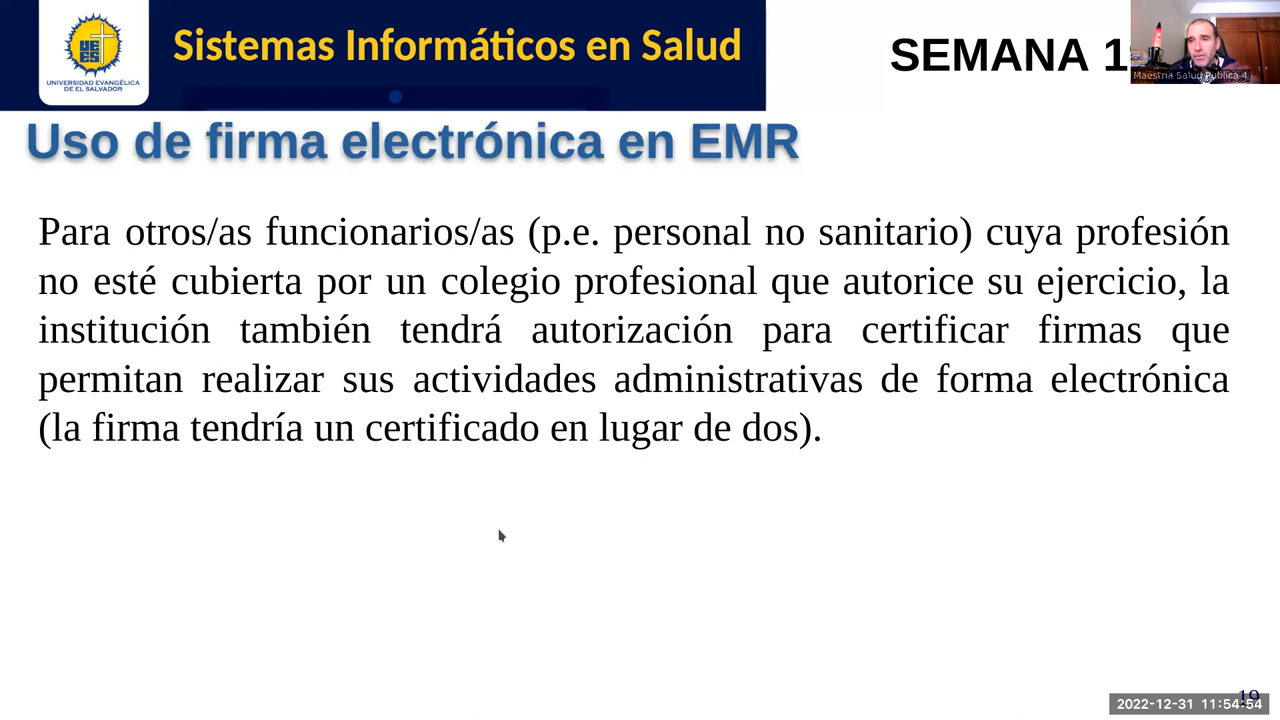 Sistemas Informáticos en Salud
SEMANA 1
UNIVERSIDAD EVANGÉLICA
DE EL SALVADOR
Maestría Salud Pública 4
Uso de firma electrónica en EMR
Para otros/as funcionarios/as (p.e. personal no sanitario) cuya profesión
no esté cubierta por un colegio profesional que autorice su ejercicio, la
institución también tendrá autorización para certificar firmas que
permitan realizar sus actividades administrativas de forma electrónica
(la firma tendría un certificado en lugar de dos).
19
2022-12-31 11:54:54